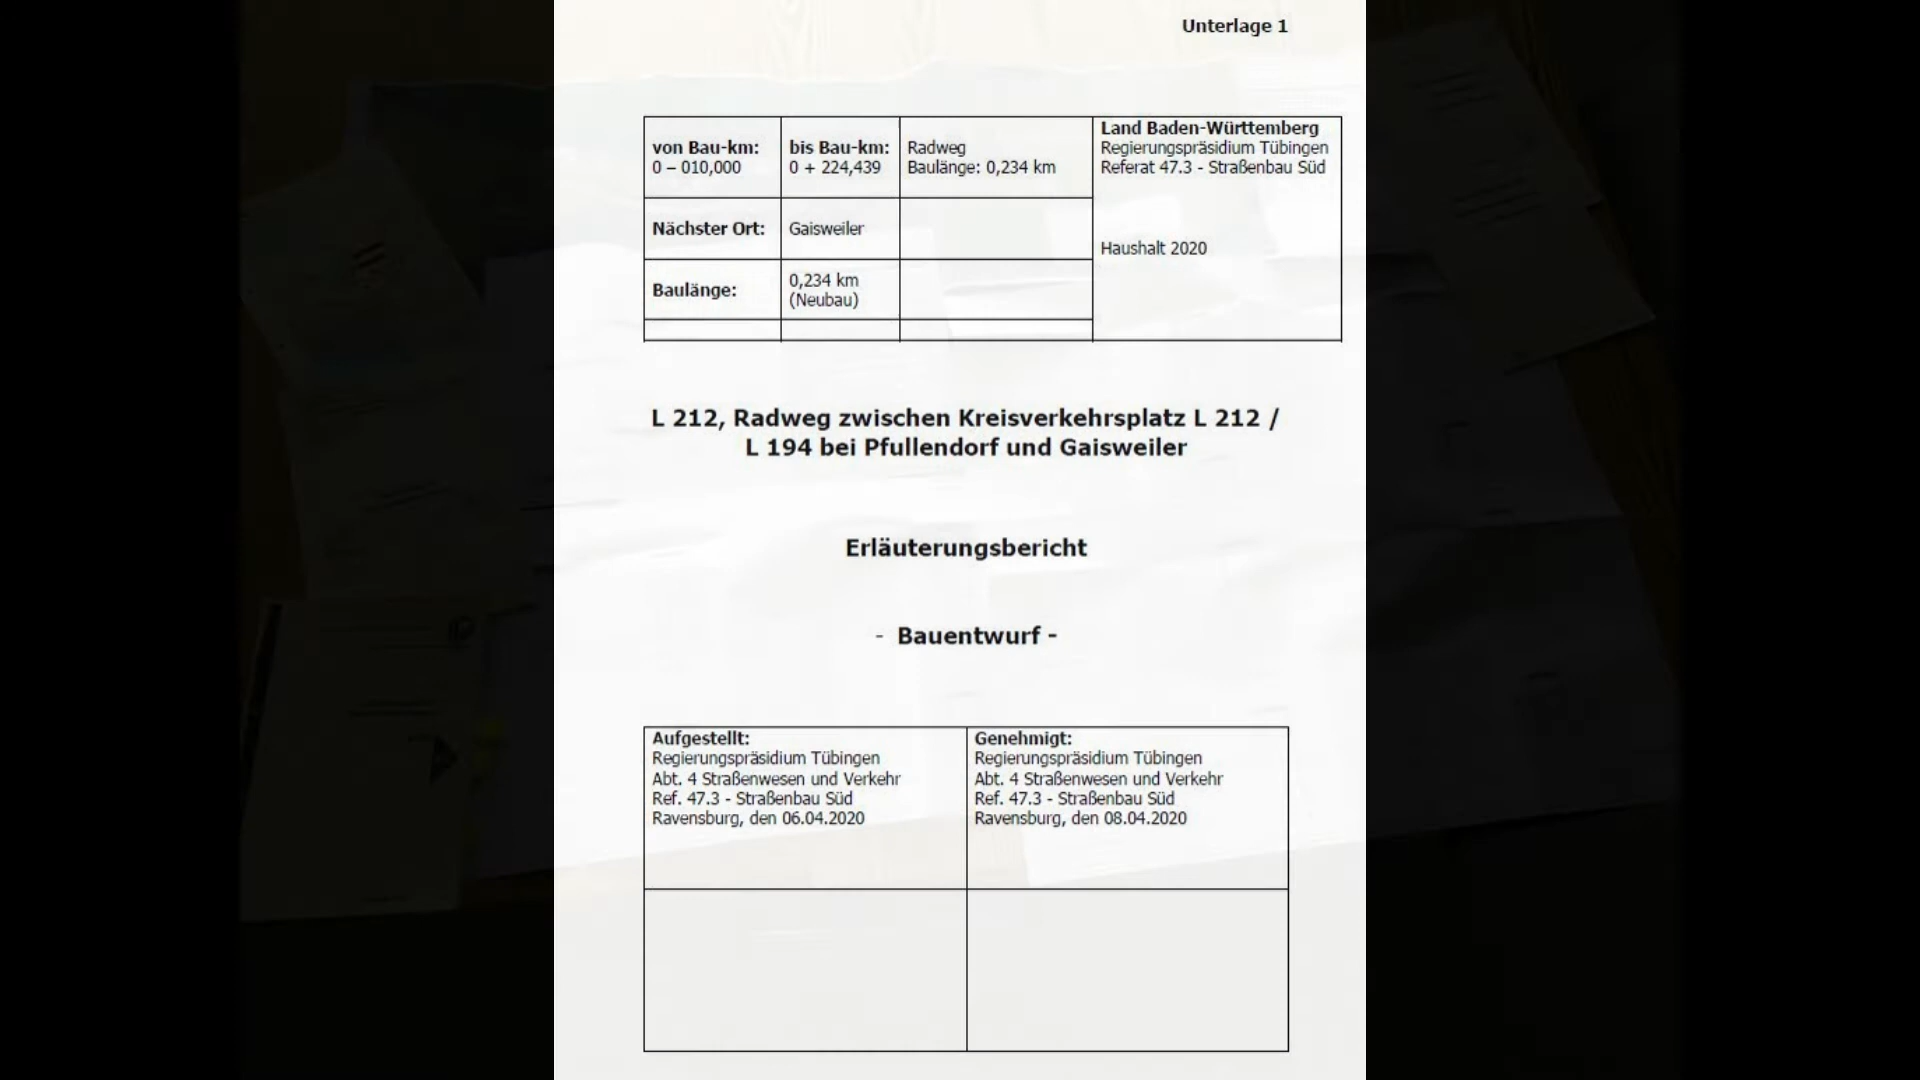 Unterlage 1
von Bau-km:
0 – 010,000
bis Bau-km:
0 + 224,439
Radweg
Baulänge: 0,234 km
Land Baden-Württemberg
Regierungspräsidium Tübingen
Referat 47.3 - Straßenbau Süd
Nächster Ort:
Gaisweiler
Haushalt 2020
Baulänge:
0,234 km
(Neubau)
L 212, Radweg zwischen Kreisverkehrsplatz L 212 /
L 194 bei Pfullendorf und Gaisweiler
Erläuterungsbericht
- Bauentwurf -
Aufgestellt:
Regierungspräsidium Tübingen
Abt. 4 Straßenwesen und Verkehr
Ref. 47.3 - Straßenbau Süd
Ravensburg, den 06.04.2020
Genehmigt:
Regierungspräsidium Tübingen
Abt. 4 Straßenwesen und Verkehr
Ref. 47.3 - Straßenbau Süd
Ravensburg, den 08.04.2020